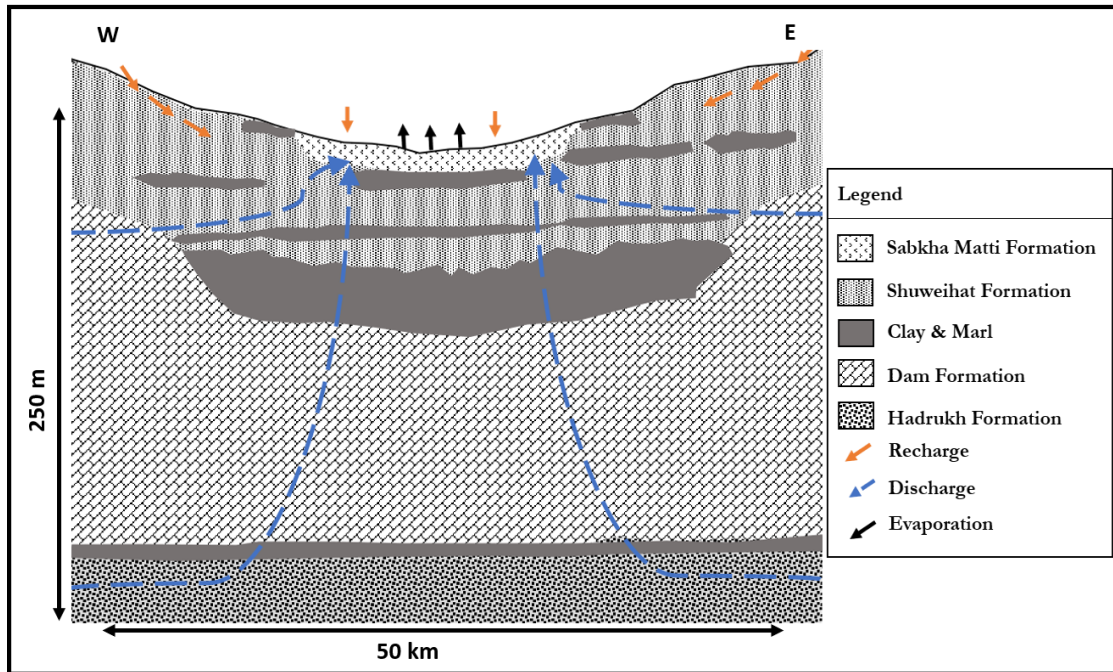 W
E
250 m
50 km
Legend
Sabkha Matti Formation
Shuweihat Formation
Clay & Marl
Dam Formation
Hadrukh Formation
Recharge
Discharge
Evaporation